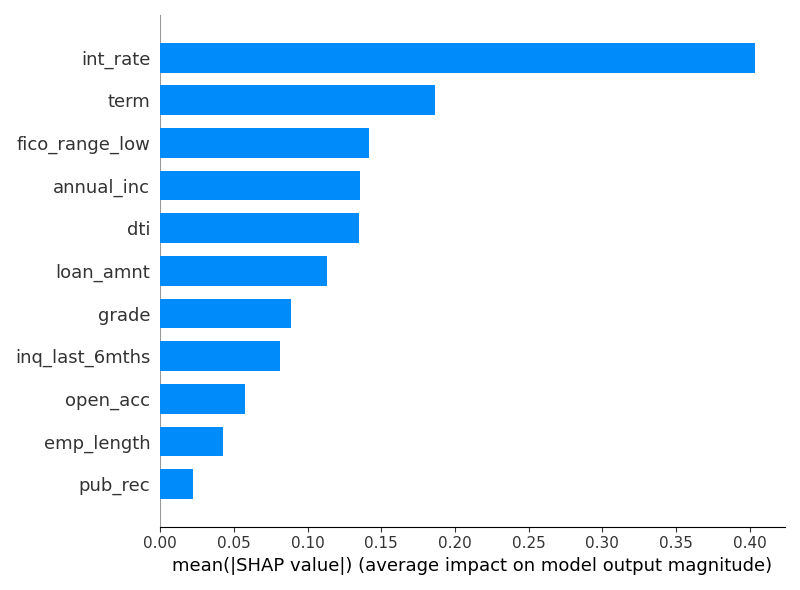 int_rate
term
fico_range_low
annual_inc
dti
loan_amnt
grade
inq_last_6mths
open_acc
emp_length
pub_rec
0.00 0.05 0.10 0.15 0.20 0.25 0.30 0.35 0.40
mean(|SHAP value|) (average impact on model output magnitude)